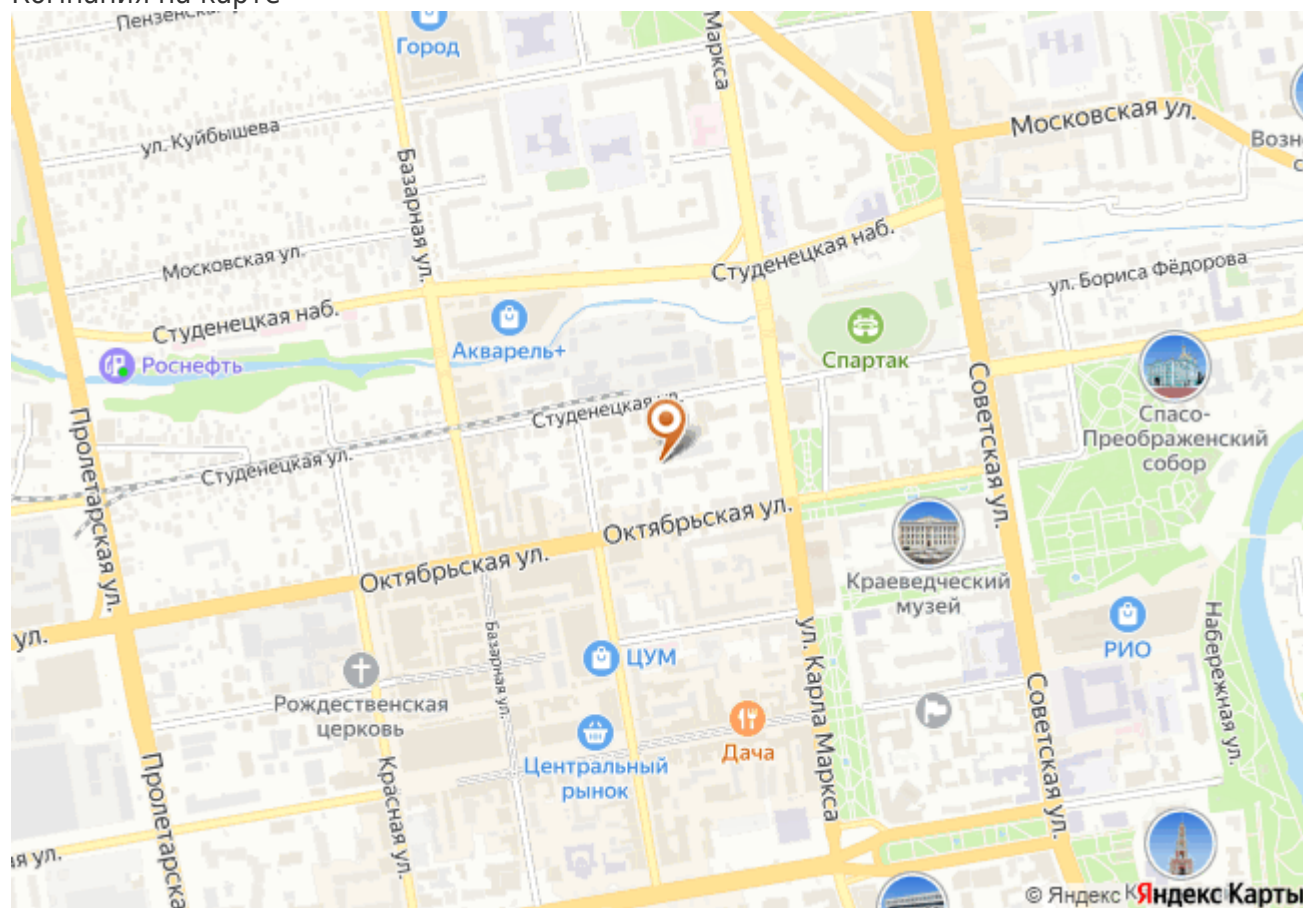 Компания на карте
Пензенская
Город
Маркса
ул. Куйбышева
Базарная ул.
Московская ул.
Возн
с
Московская ул.
Студенецкая наб.
ул. Бориса Фёдорова
Студенецкая наб.
Акварель+
Спартак
Роснефть
Студенецкая ул.
Советская ул.
Спасо-
Преображенский
собор
Пролетарская ул.
Студенецкая ул.
Октябрьская ул.
Октябрьская ул.
Краеведческий
музей
ул.
Базарная ул.
ЦУМ
ул. Карла Маркса
РИО
Набережная ул.
Рождественская
церковь
Советская ул.
Центральный
рынок
Дача
Пролетарска
Красная ул.
я ул.
© Яндекс К
Яндекс Карты